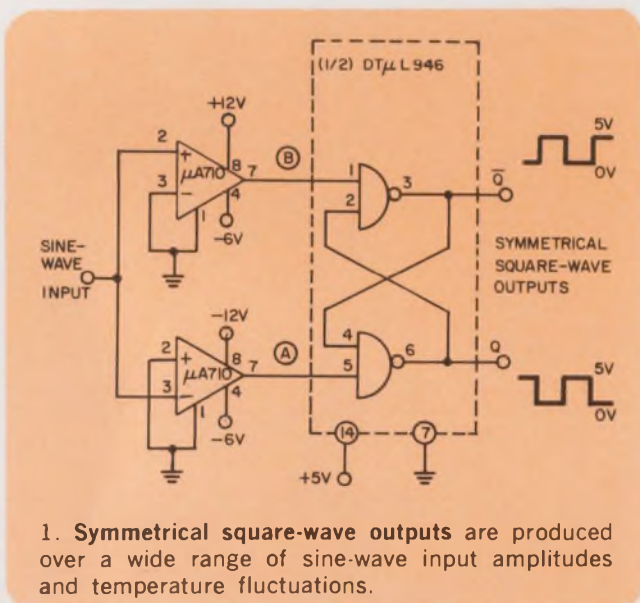 (1/2) DTμL946
+12V
2
+
μA710
3
−
8
7
4
1
−6V
B
1
2
3
Q̅
5V
0V
SINE-
WAVE
INPUT
SYMMETRICAL
SQUARE-WAVE
OUTPUTS
−12V
2
+
μA710
3
−
8
7
4
1
−6V
A
4
5
6
Q
5V
0V
14
7
+5V
1. Symmetrical square-wave outputs are produced
over a wide range of sine-wave input amplitudes
and temperature fluctuations.